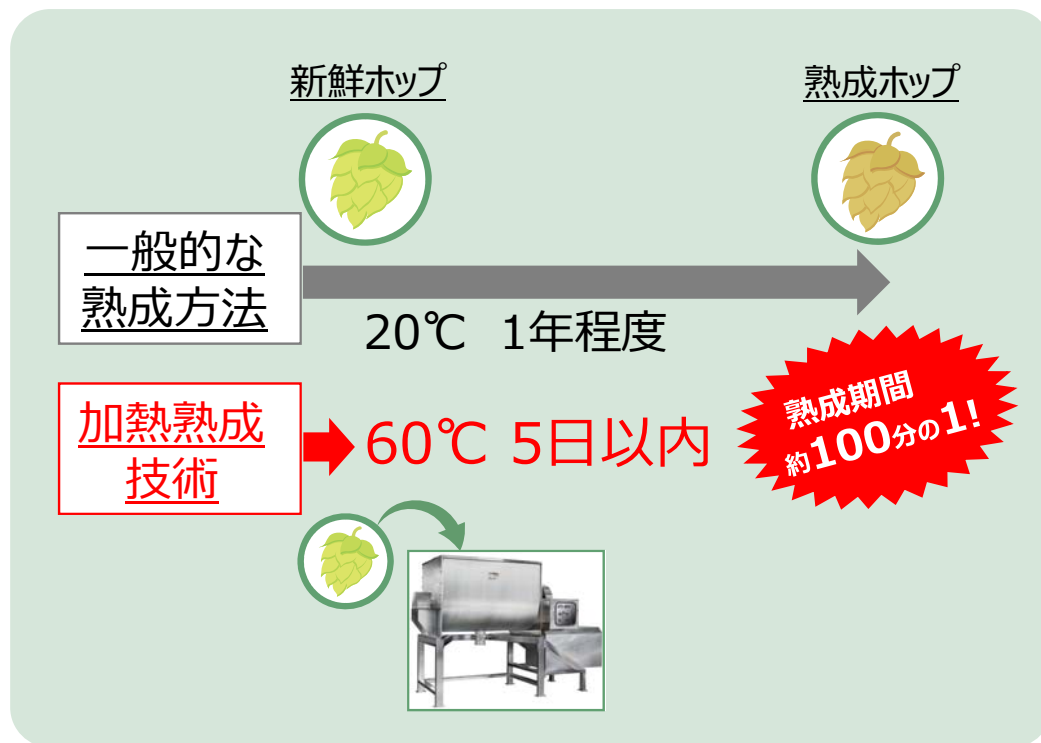 新鮮ホップ
熟成ホップ
一般的な
熟成方法
20℃ 1年程度
加熱熟成
技術
60℃ 5日以内
熟成期間
約100分の1!